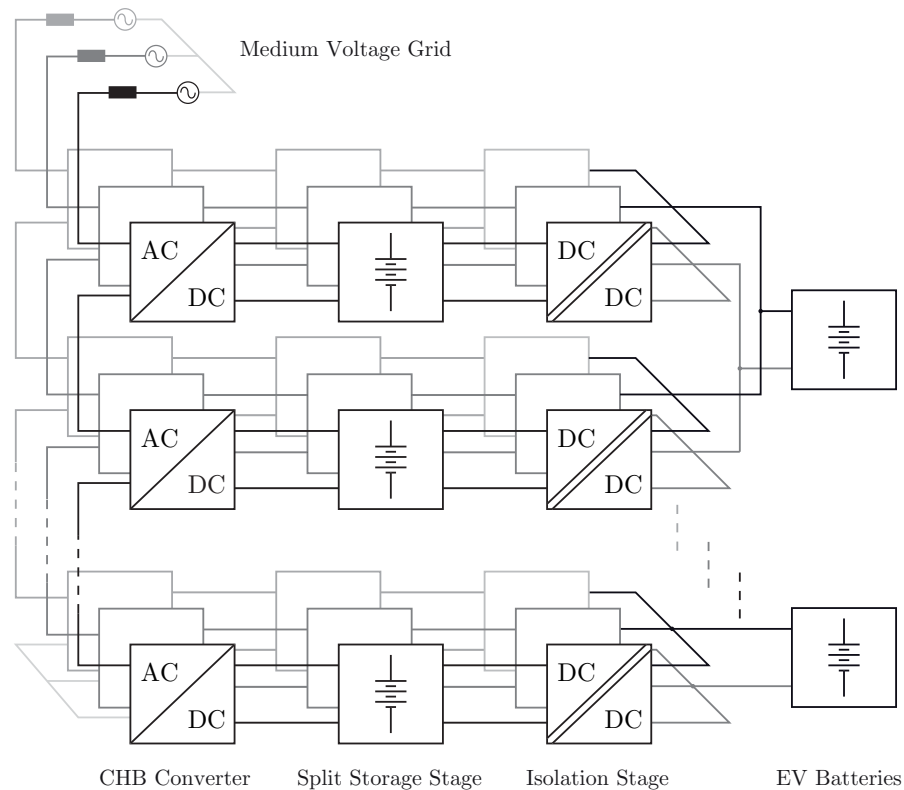 Medium Voltage Grid
AC
DC
DC
DC
AC
DC
DC
DC
AC
DC
DC
DC
CHB Converter
Split Storage Stage
Isolation Stage
EV Batteries